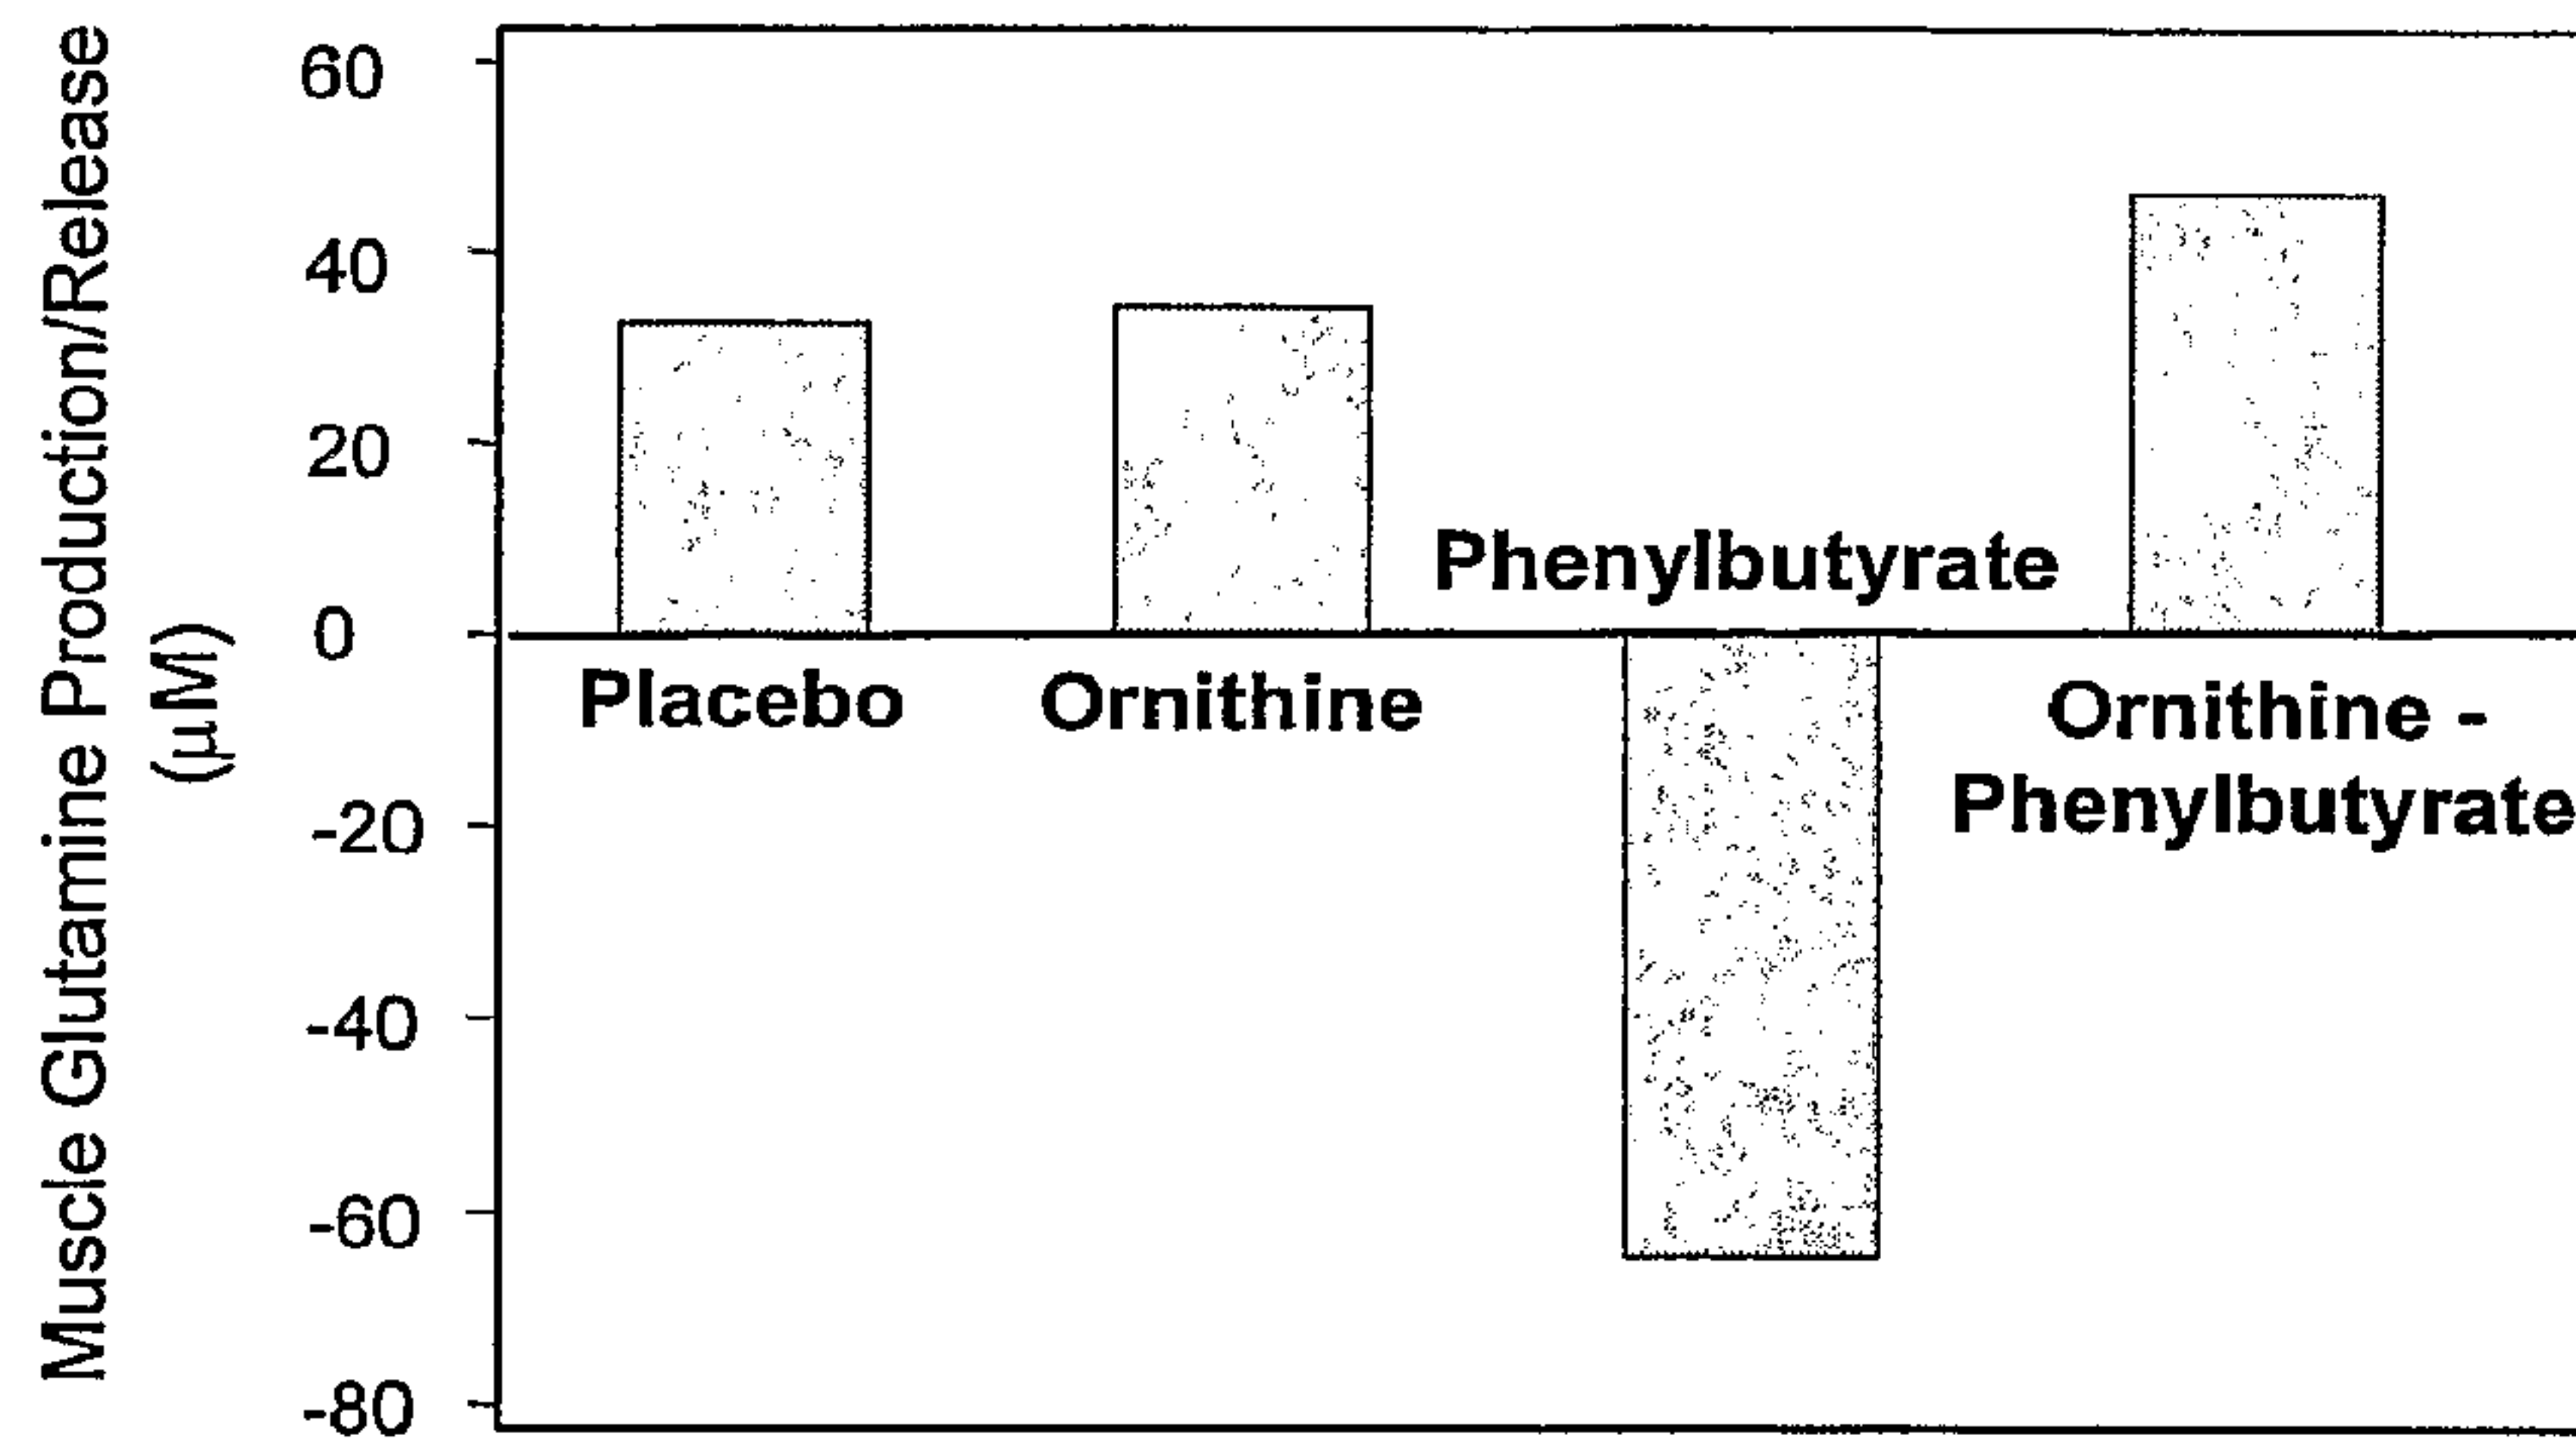 Muscle Glutamine Production/Release
(μM)
60
40
20
0
-20
-40
-60
-80
Placebo
Ornithine
Phenylbutyrate
Ornithine -
Phenylbutyrate